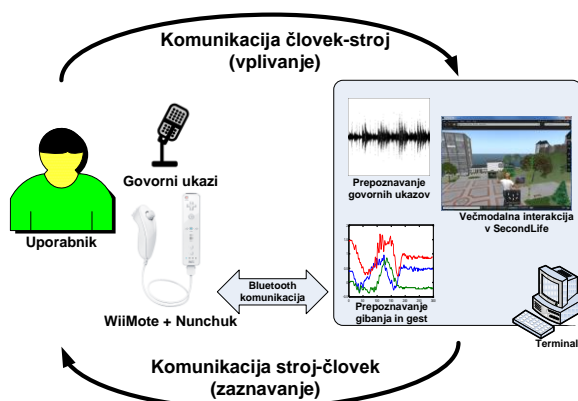 Komunikacija človek-stroj
(vplivanje)
Govorni ukazi
Uporabnik
WiiMote + Nunchuk
Bluetooth
komunikacija
Prepoznavanje
govornih ukazov
Večmodalna interakcija
v SecondLife
Prepoznavanje
gibanja in gest
Terminal
Komunikacija stroj-človek
(zaznavanje)